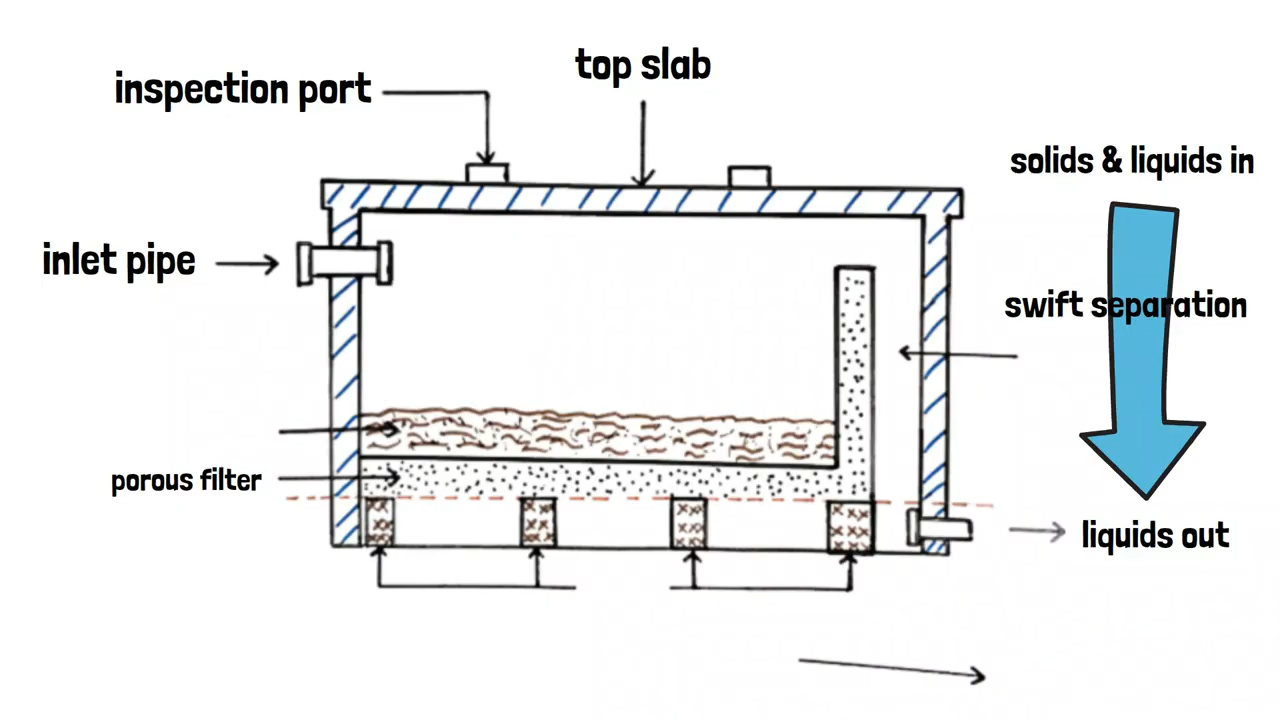 top slab
inspection port
solids & liquids in
inlet pipe
swift separation
porous filter
liquids out